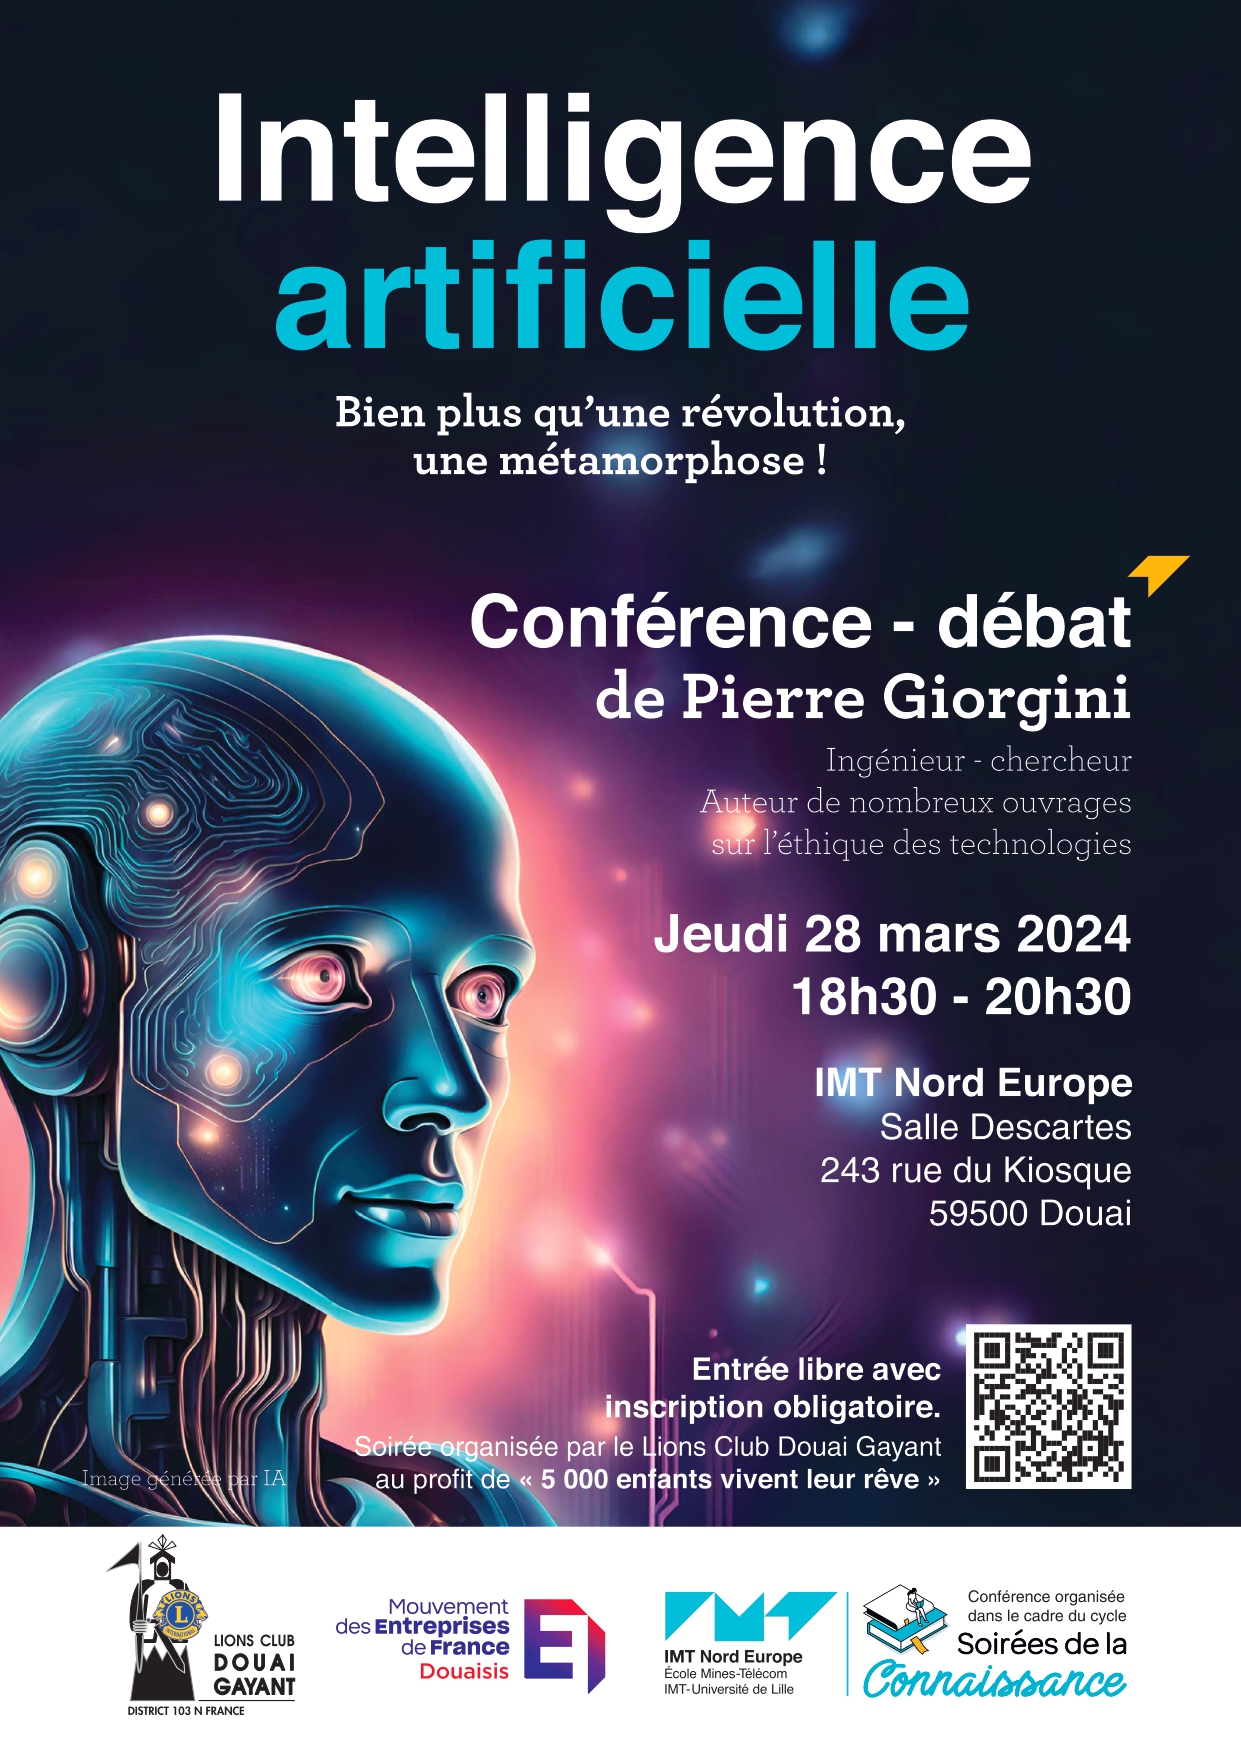 Intelligence
artificielle
Bien plus qu’une révolution,
une métamorphose !
Conférence - débat
de Pierre Giorgini
Ingénieur - chercheur
Auteur de nombreux ouvrages
sur l’éthique des technologies
Jeudi 28 mars 2024
18h30 - 20h30
IMT Nord Europe
Salle Descartes
243 rue du Kiosque
59500 Douai
Entrée libre avec
inscription obligatoire.
Soirée organisée par le Lions Club Douai Gayant
au profit de « 5 000 enfants vivent leur rêve »
Image générée par IA
LIONS
L
INTERNATIONAL
LIONS CLUB
DOUAI
GAYANT
DISTRICT 103 N FRANCE
Mouvement
des Entreprises
de France
Douaisis
IMT Nord Europe
École Mines-Télécom
IMT-Université de Lille
Conférence organisée
dans le cadre du cycle
Soirées de la
Connaissance